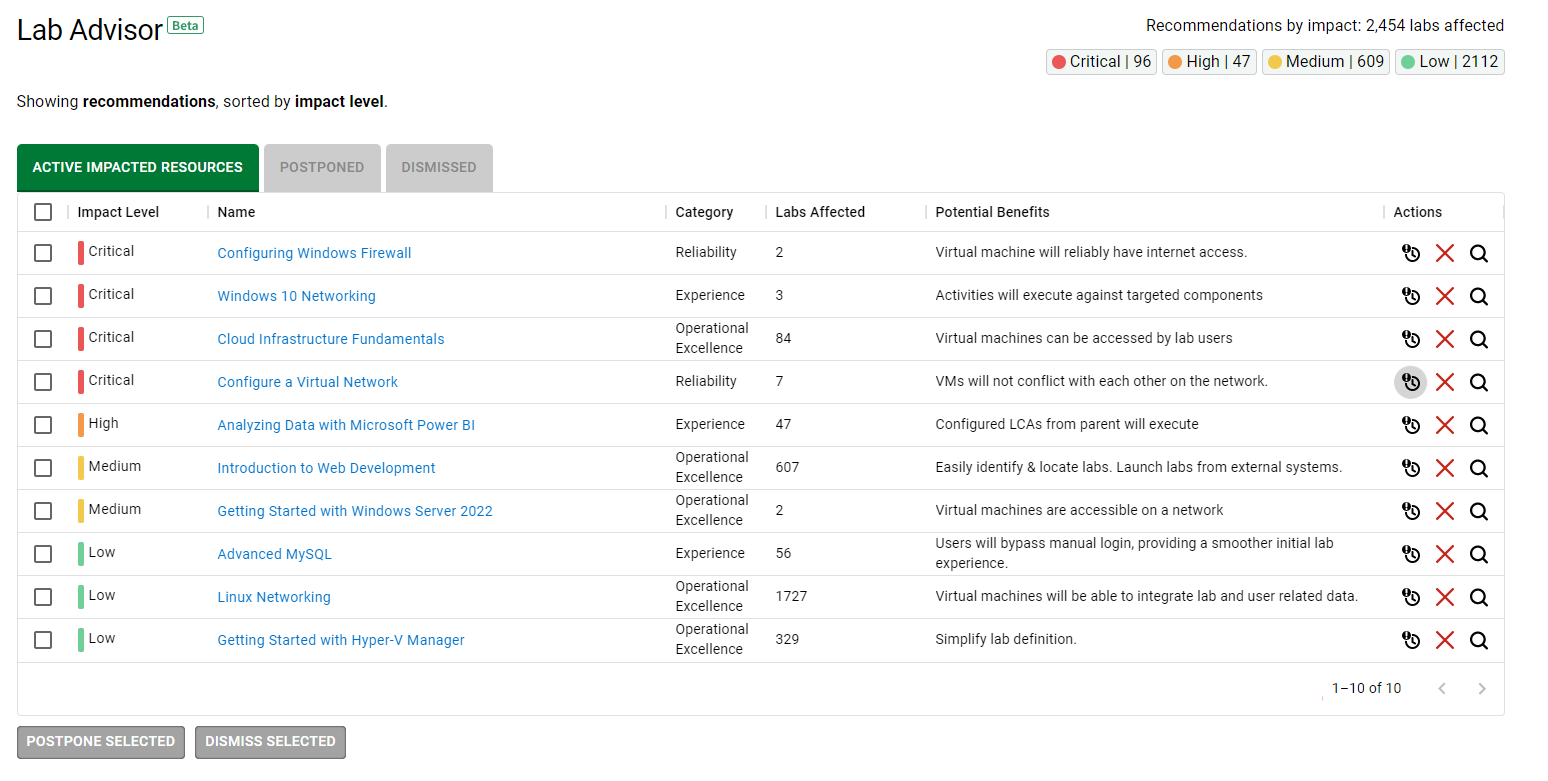 Lab Advisor Beta
Recommendations by impact: 2,454 labs affected
Critical | 96 High | 47 Medium | 609 Low | 2112
Showing recommendations, sorted by impact level.
ACTIVE IMPACTED RESOURCES POSTPONED DISMISSED
Impact Level Name Category Labs Affected Potential Benefits Actions
Critical Configuring Windows Firewall Reliability 2 Virtual machine will reliably have internet access.
Critical Windows 10 Networking Experience 3 Activities will execute against targeted components
Critical Cloud Infrastructure Fundamentals Operational Excellence 84 Virtual machines can be accessed by lab users
Critical Configure a Virtual Network Reliability 7 VMs will not conflict with each other on the network.
High Analyzing Data with Microsoft Power BI Experience 47 Configured LCAs from parent will execute
Medium Introduction to Web Development Operational Excellence 607 Easily identify & locate labs. Launch labs from external systems.
Medium Getting Started with Windows Server 2022 Operational Excellence 2 Virtual machines are accessible on a network
Low Advanced MySQL Experience 56 Users will bypass manual login, providing a smoother initial lab experience.
Low Linux Networking Operational Excellence 1727 Virtual machines will be able to integrate lab and user related data.
Low Getting Started with Hyper-V Manager Operational Excellence 329 Simplify lab definition.
1–10 of 10
POSTPONE SELECTED DISMISS SELECTED